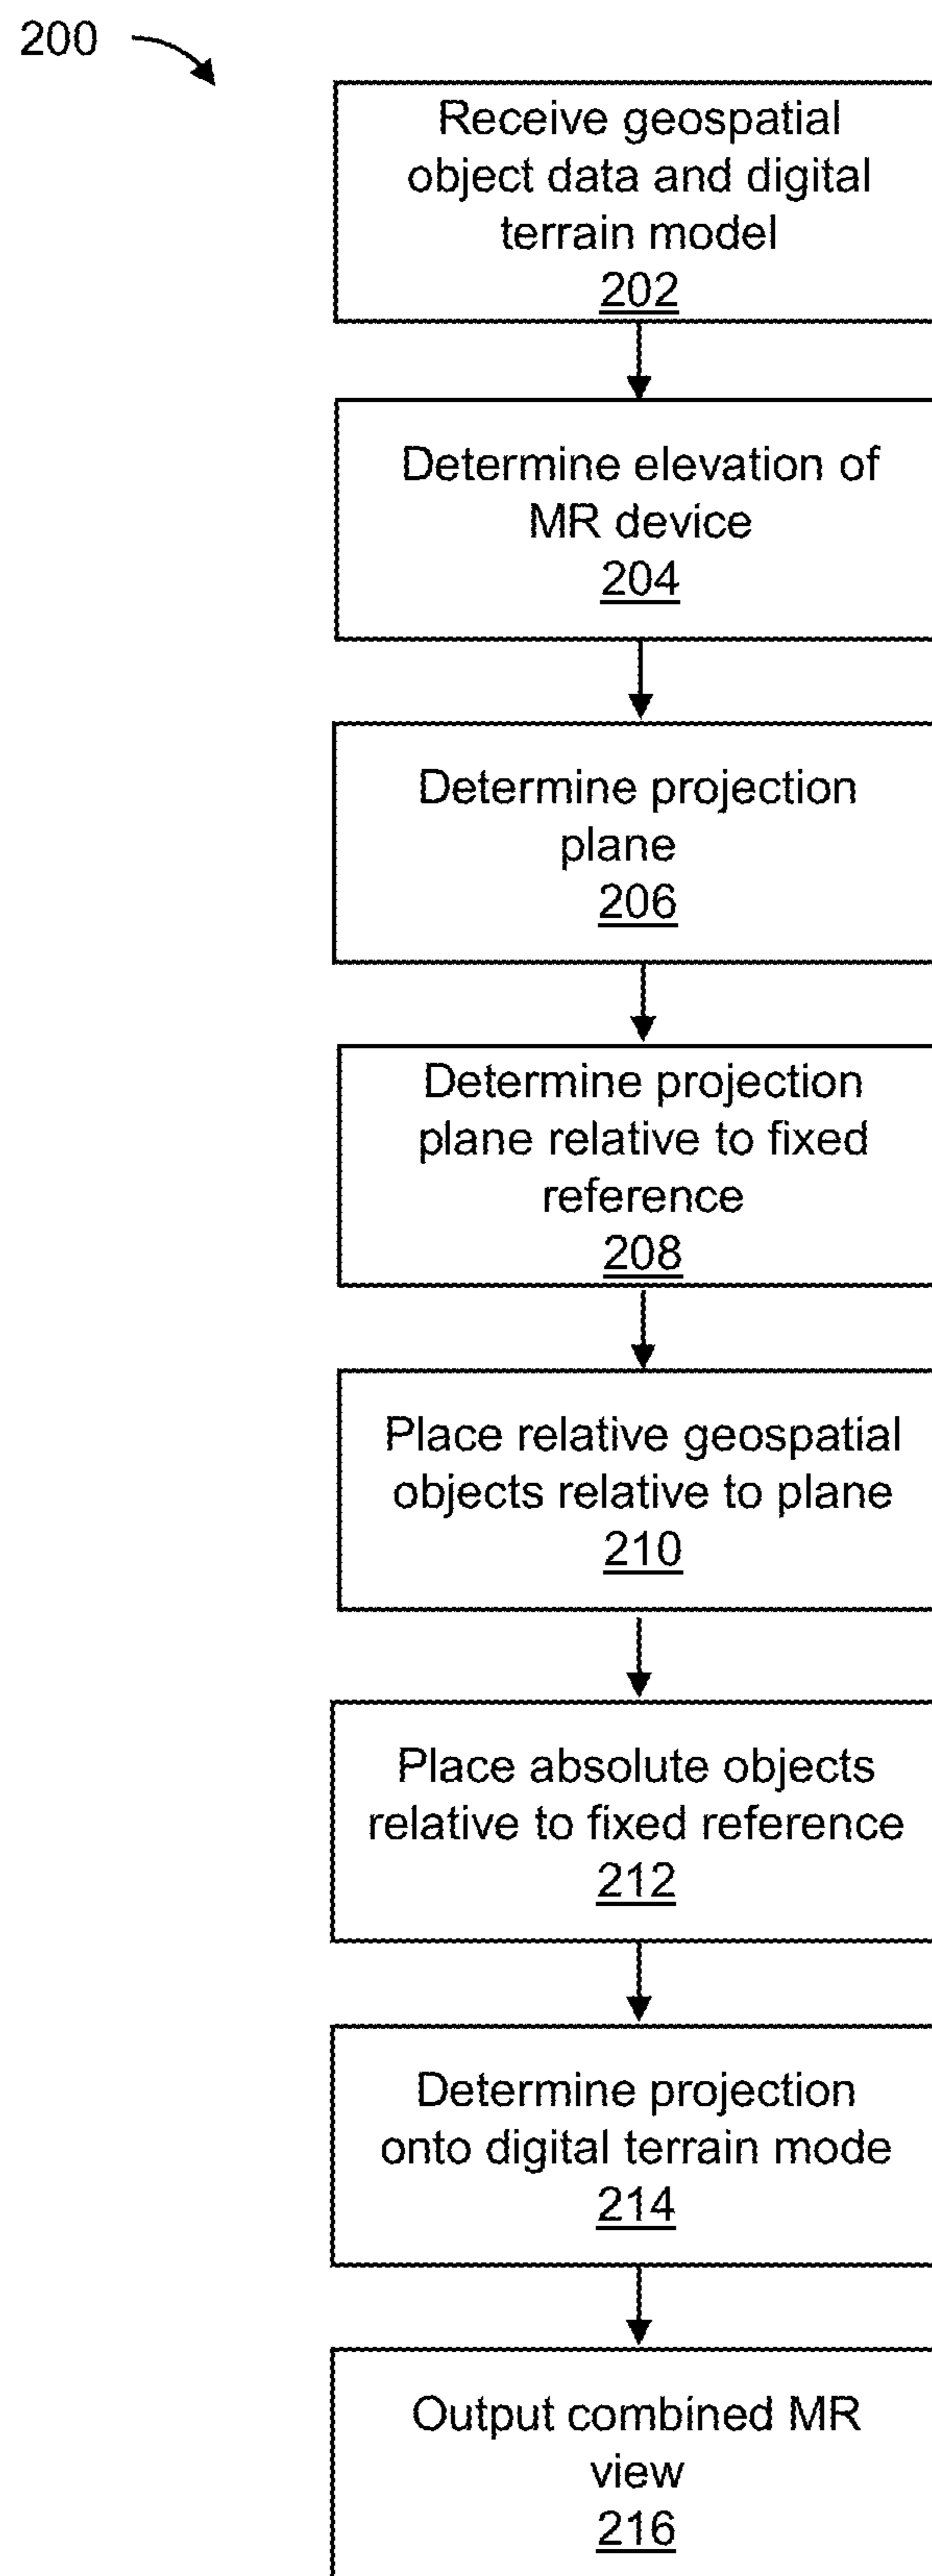 200
Receive geospatial
object data and digital
terrain model
202
Determine elevation of
MR device
204
Determine projection
plane
206
Determine projection
plane relative to fixed
reference
208
Place relative geospatial
objects relative to plane
210
Place absolute objects
relative to fixed reference
212
Determine projection
onto digital terrain mode
214
Output combined MR
view
216